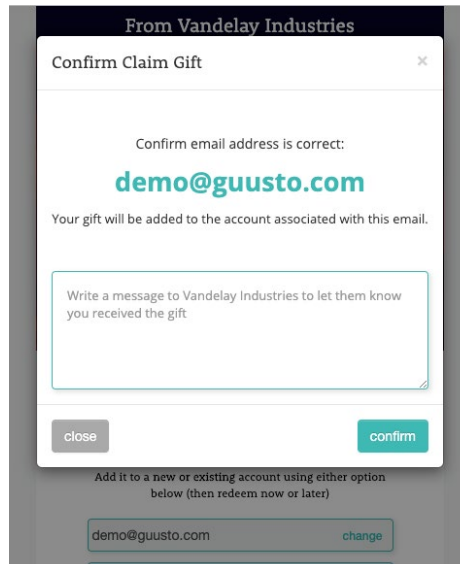 From Vandelay Industries
Confirm Claim Gift ×
Confirm email address is correct:
demo@guusto.com
Your gift will be added to the account associated with this email.
Write a message to Vandelay Industries to let them know
you received the gift
close confirm
Add it to a new or existing account using either option
below (then redeem now or later)
demo@guusto.com change